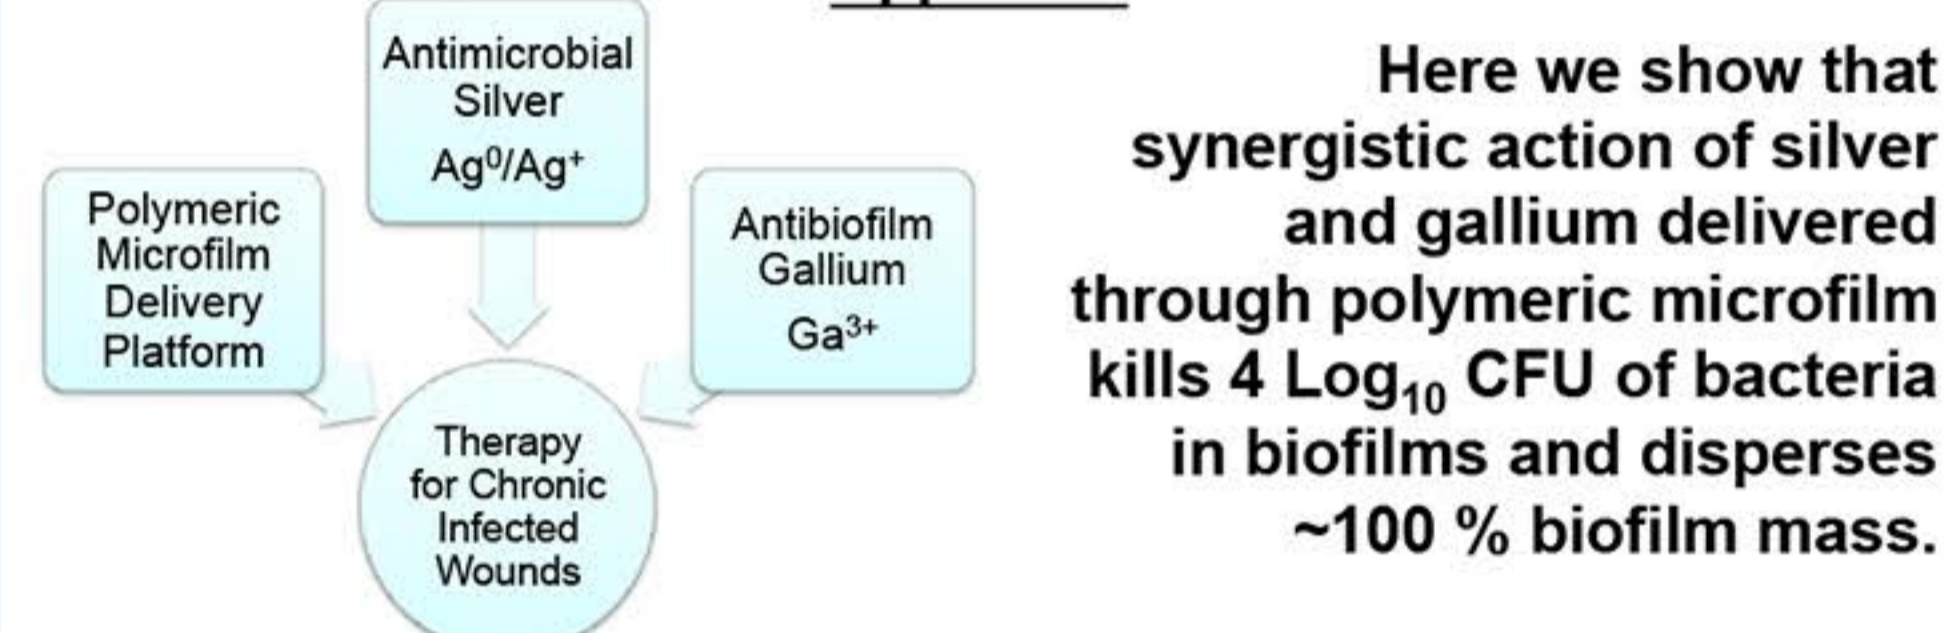 Antimicrobial
Silver
Ag⁰/Ag⁺
Polymeric
Microfilm
Delivery
Platform
Antibiofilm
Gallium
Ga³⁺
Therapy
for Chronic
Infected
Wounds
Here we show that
synergistic action of silver
and gallium delivered
through polymeric microfilm
kills 4 Log₁₀ CFU of bacteria
in biofilms and disperses
~100 % biofilm mass.